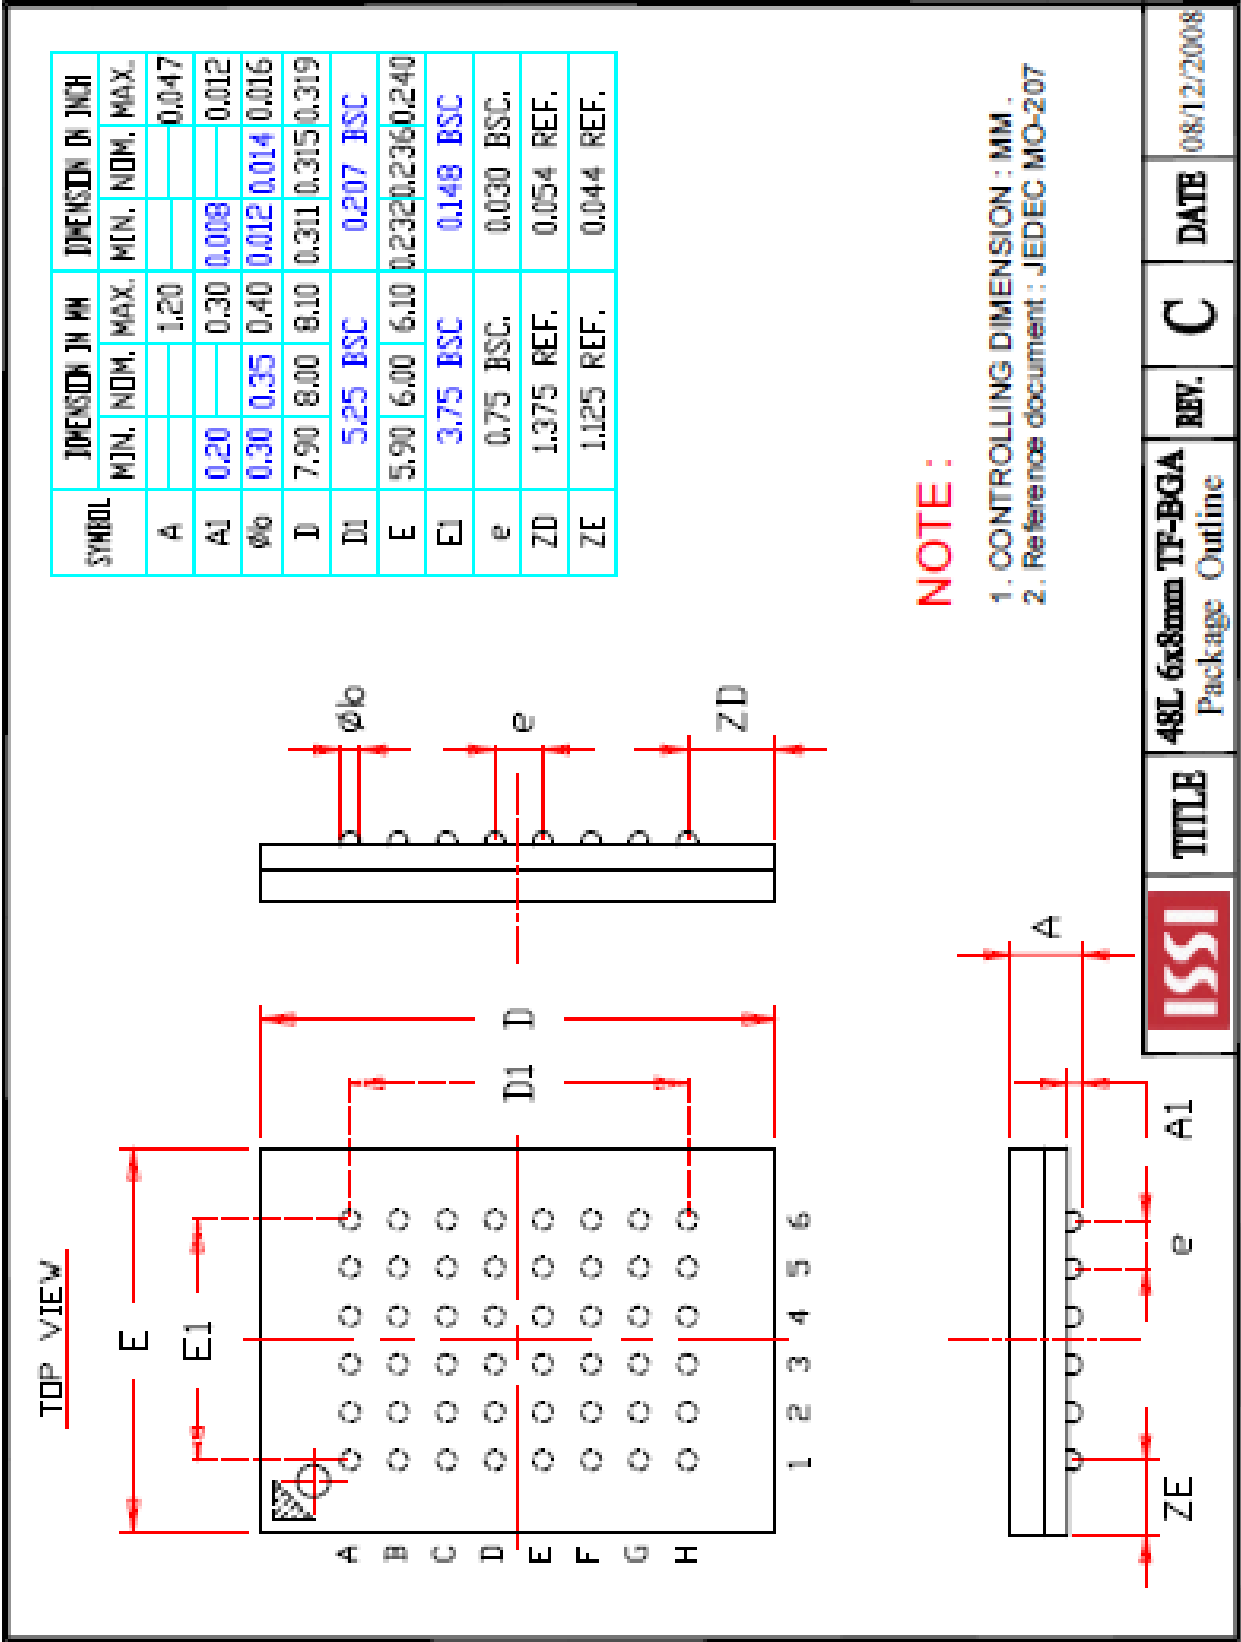 TOP VIEW
E
E1
A
B
C
D
E
F
G
H
1 2 3 4 5 6
D1
D
Øb
e
ZD
ZE
e
A1
A
SYMBOL DIMENSION IN MM DIMENSION IN INCH
MIN. NOM. MAX. MIN. NOM. MAX.
A 1.20 0.047
A1 0.20 0.30 0.008 0.012
Øb 0.30 0.35 0.40 0.012 0.014 0.016
D 7.90 8.00 8.10 0.311 0.315 0.319
D1 5.25 BSC 0.207 BSC
E 5.90 6.00 6.10 0.232 0.236 0.240
E1 3.75 BSC 0.148 BSC
e 0.75 BSC. 0.030 BSC.
ZD 1.375 REF. 0.054 REF.
ZE 1.125 REF. 0.044 REF.
NOTE :
1. CONTROLLING DIMENSION : MM .
2. Reference document : JEDEC MO-207
ISSI TITLE 48L 6x8mm TF-BGA
Package Outline
REV. C DATE 08/12/2008